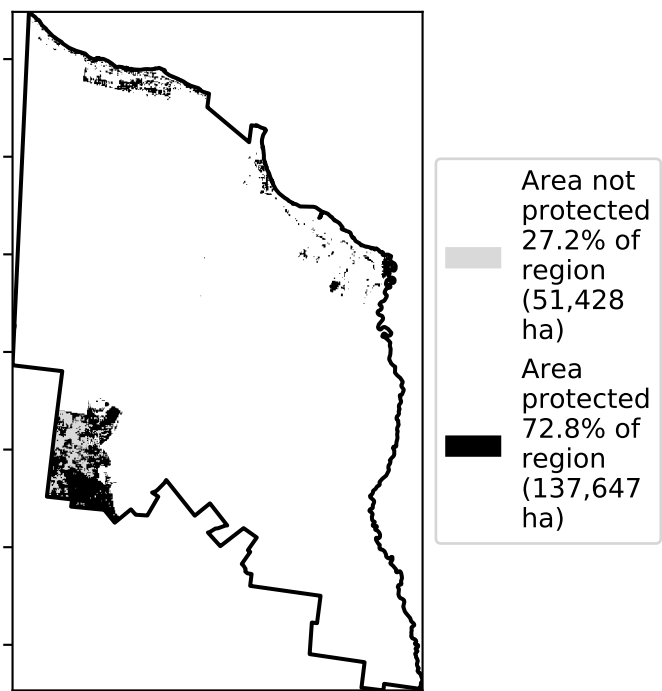 Area not
protected
27.2% of
region
(51,428
ha)
Area
protected
72.8% of
region
(137,647
ha)